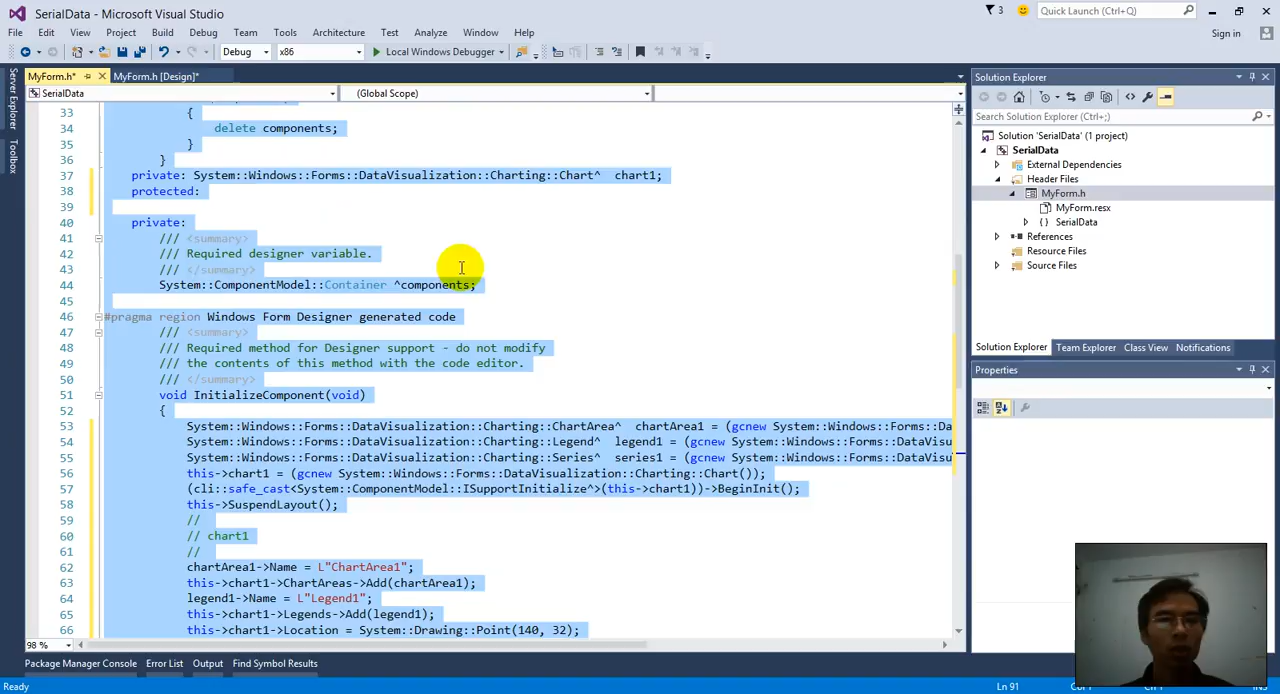 SerialData - Microsoft Visual Studio
3
Quick Launch (Ctrl+Q)
File Edit View Project Build Debug Team Tools Architecture Test Analyze Window Help
Sign in
Debug x86 Local Windows Debugger
Server Explorer
Toolbox
MyForm.h* MyForm.h [Design]*
SerialData (Global Scope)
33 {
34 delete components;
35 }
36 }
37 private: System::Windows::Forms::DataVisualization::Charting::Chart^ chart1;
38 protected:
39
40 private:
41 /// <summary>
42 /// Required designer variable.
43 /// </summary>
44 System::ComponentModel::Container ^components;
45
46 #pragma region Windows Form Designer generated code
47 /// <summary>
48 /// Required method for Designer support - do not modify
49 /// the contents of this method with the code editor.
50 /// </summary>
51 void InitializeComponent(void)
52 {
53 System::Windows::Forms::DataVisualization::Charting::ChartArea^ chartArea1 = (gcnew System::Windows::Forms::Da
54 System::Windows::Forms::DataVisualization::Charting::Legend^ legend1 = (gcnew System::Windows::Forms::DataVisu
55 System::Windows::Forms::DataVisualization::Charting::Series^ series1 = (gcnew System::Windows::Forms::DataVisu
56 this->chart1 = (gcnew System::Windows::Forms::DataVisualization::Charting::Chart());
57 (cli::safe_cast<System::ComponentModel::ISupportInitialize^>(this->chart1))->BeginInit();
58 this->SuspendLayout();
59 //
60 // chart1
61 //
62 chartArea1->Name = L"ChartArea1";
63 this->chart1->ChartAreas->Add(chartArea1);
64 legend1->Name = L"Legend1";
65 this->chart1->Legends->Add(legend1);
66 this->chart1->Location = System::Drawing::Point(140, 32);
98 %
Solution Explorer
Search Solution Explorer (Ctrl+;)
Solution 'SerialData' (1 project)
SerialData
External Dependencies
Header Files
MyForm.h
MyForm.resx
SerialData
References
Resource Files
Source Files
Solution Explorer Team Explorer Class View Notifications
Properties
Package Manager Console Error List Output Find Symbol Results
Ready Ln 91